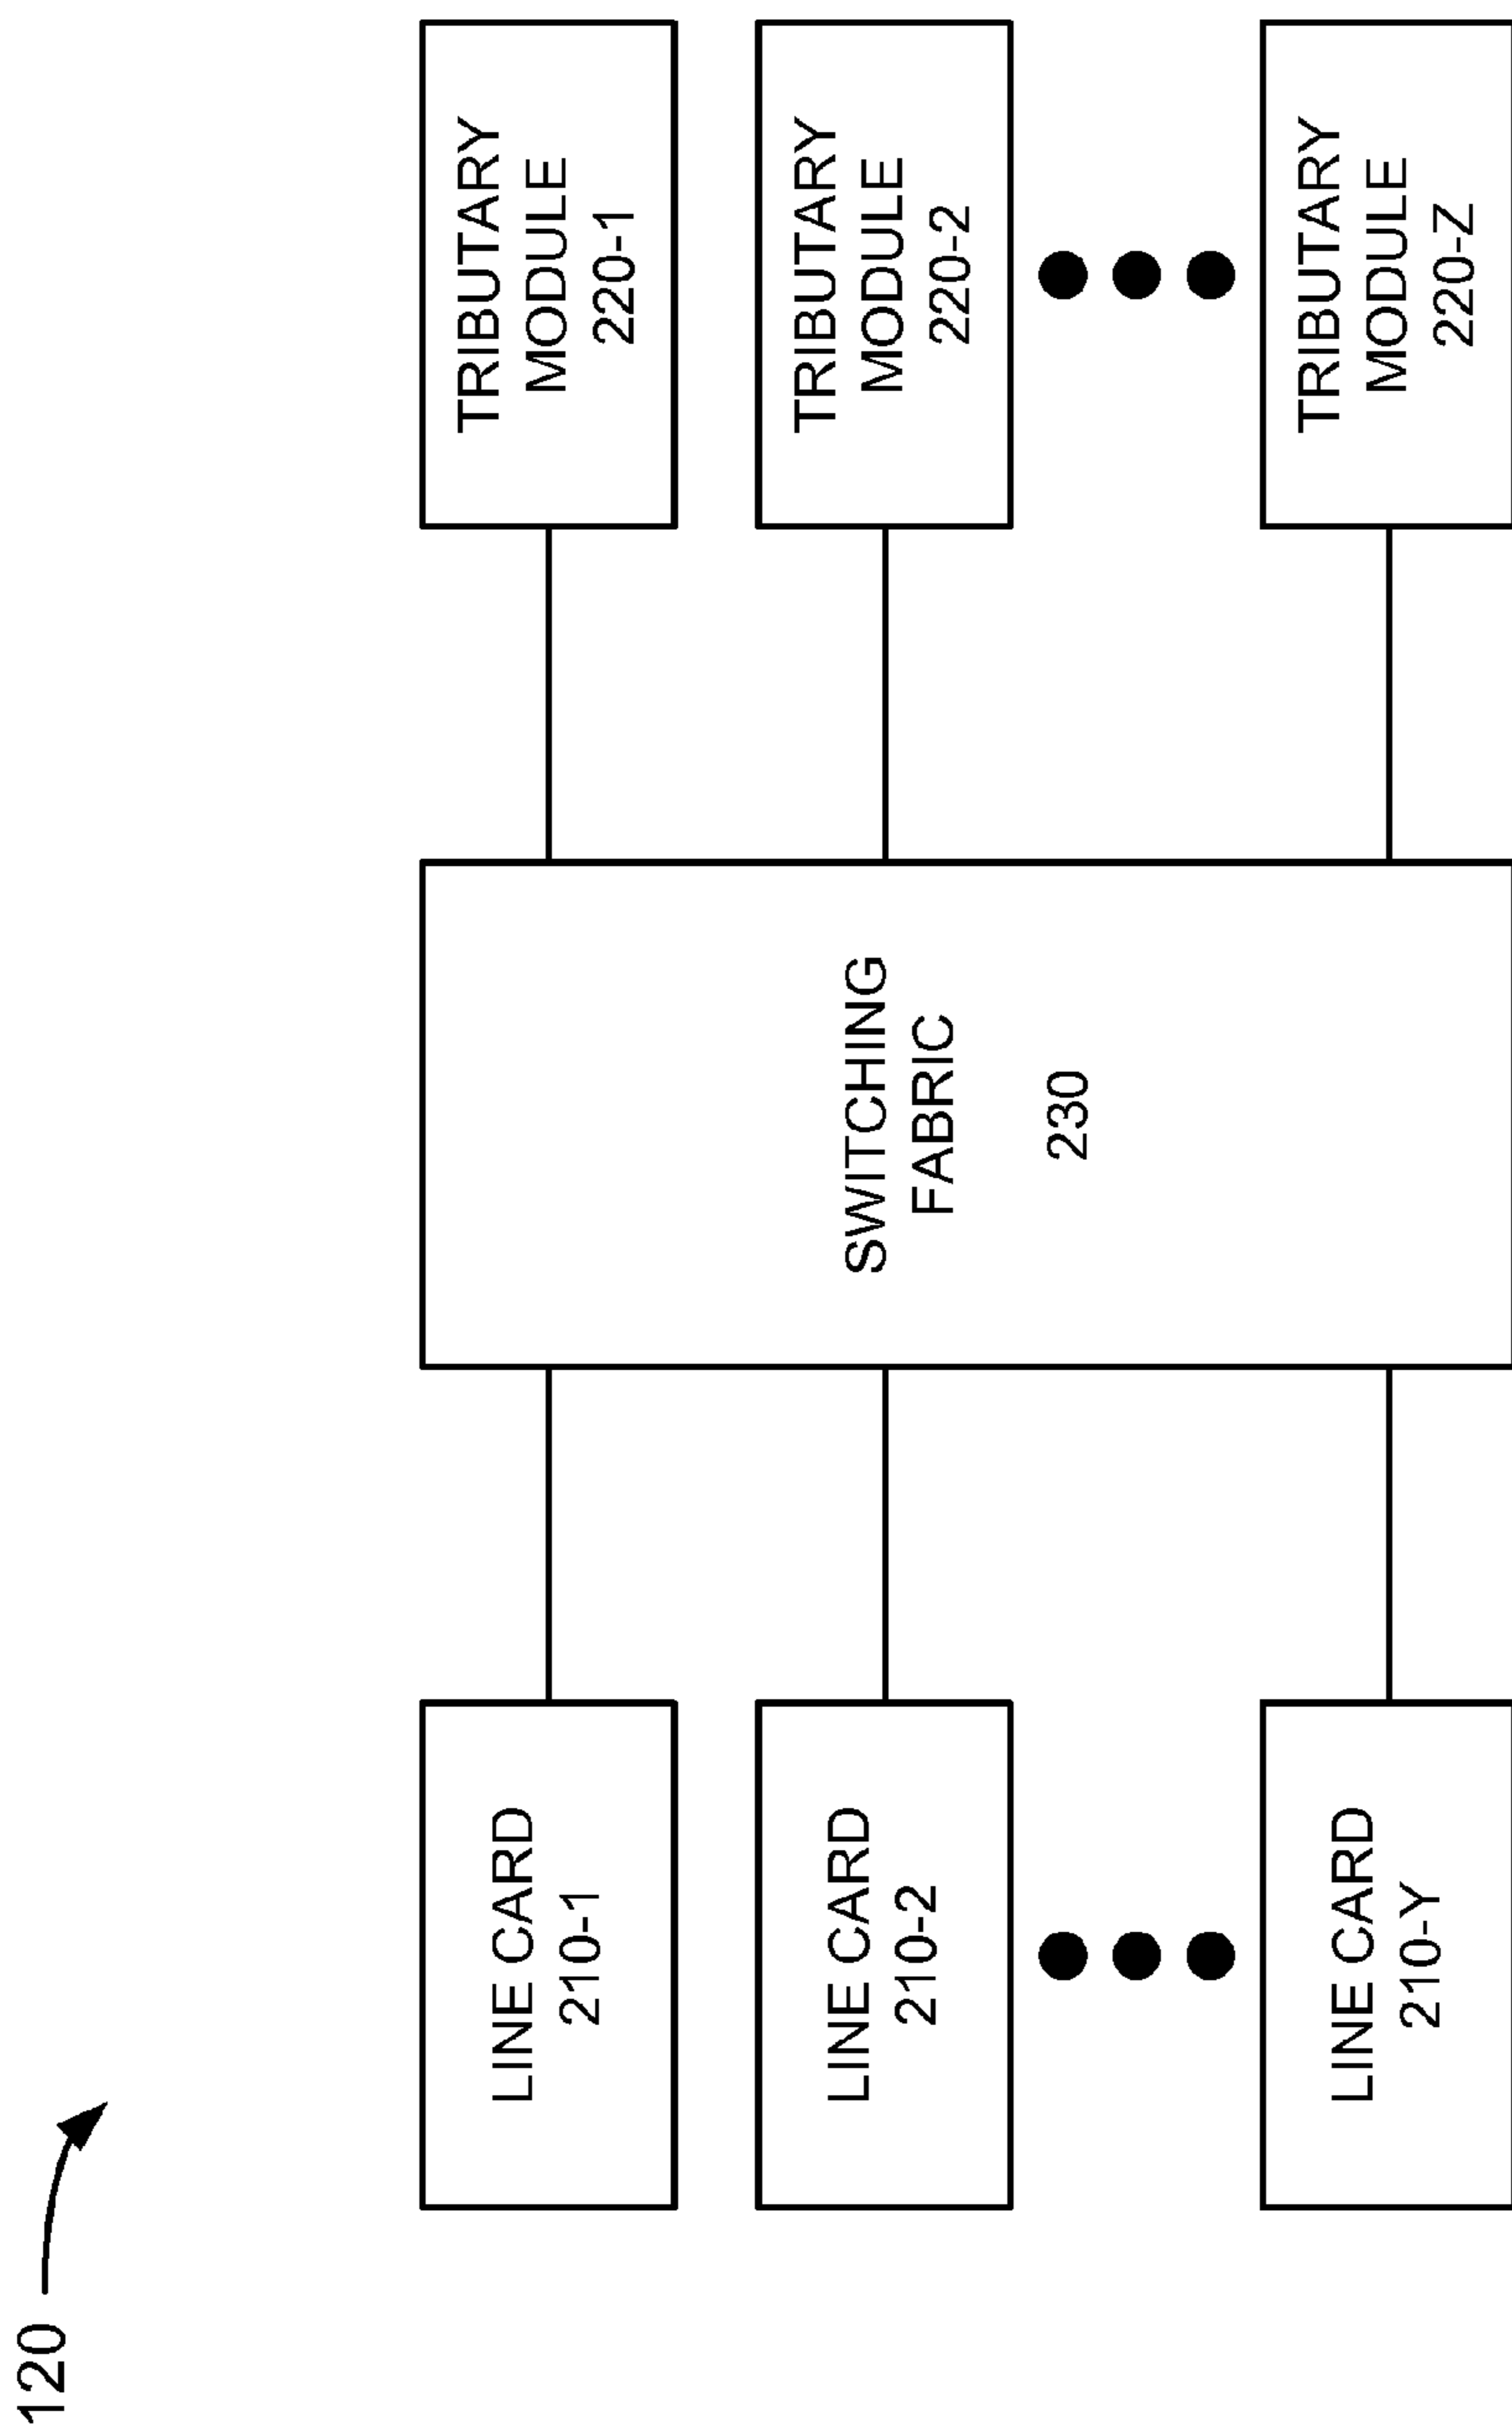 120
LINE CARD
210-1
LINE CARD
210-2
LINE CARD
210-Y
SWITCHING
FABRIC
230
TRIBUTARY
MODULE
220-1
TRIBUTARY
MODULE
220-2
TRIBUTARY
MODULE
220-Z